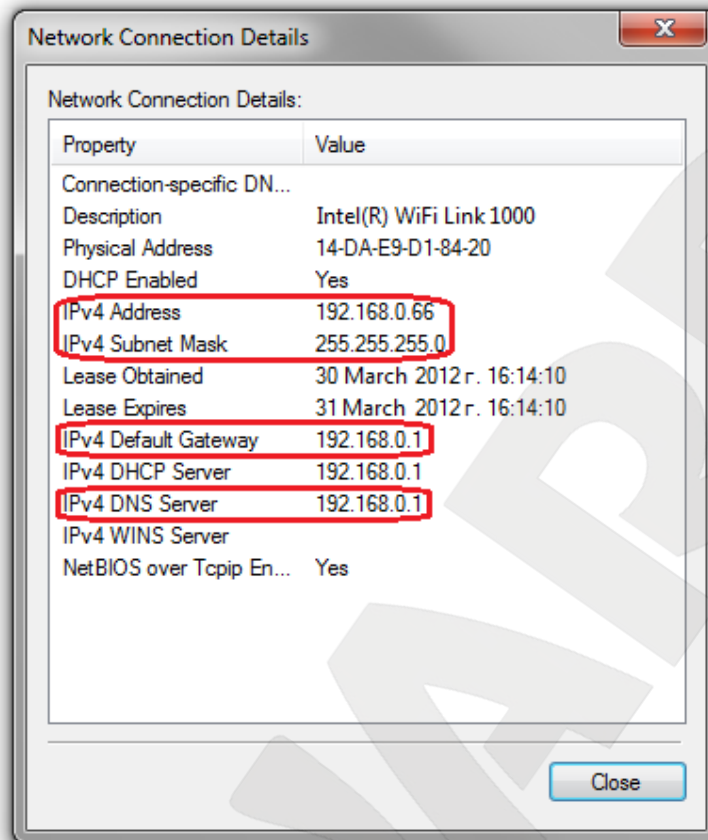 Network Connection Details
Network Connection Details:
Property Value
Connection-specific DN...
Description Intel(R) WiFi Link 1000
Physical Address 14-DA-E9-D1-84-20
DHCP Enabled Yes
IPv4 Address 192.168.0.66
IPv4 Subnet Mask 255.255.255.0
Lease Obtained 30 March 2012 г. 16:14:10
Lease Expires 31 March 2012 г. 16:14:10
IPv4 Default Gateway 192.168.0.1
IPv4 DHCP Server 192.168.0.1
IPv4 DNS Server 192.168.0.1
IPv4 WINS Server
NetBIOS over Tcpip En... Yes
Close